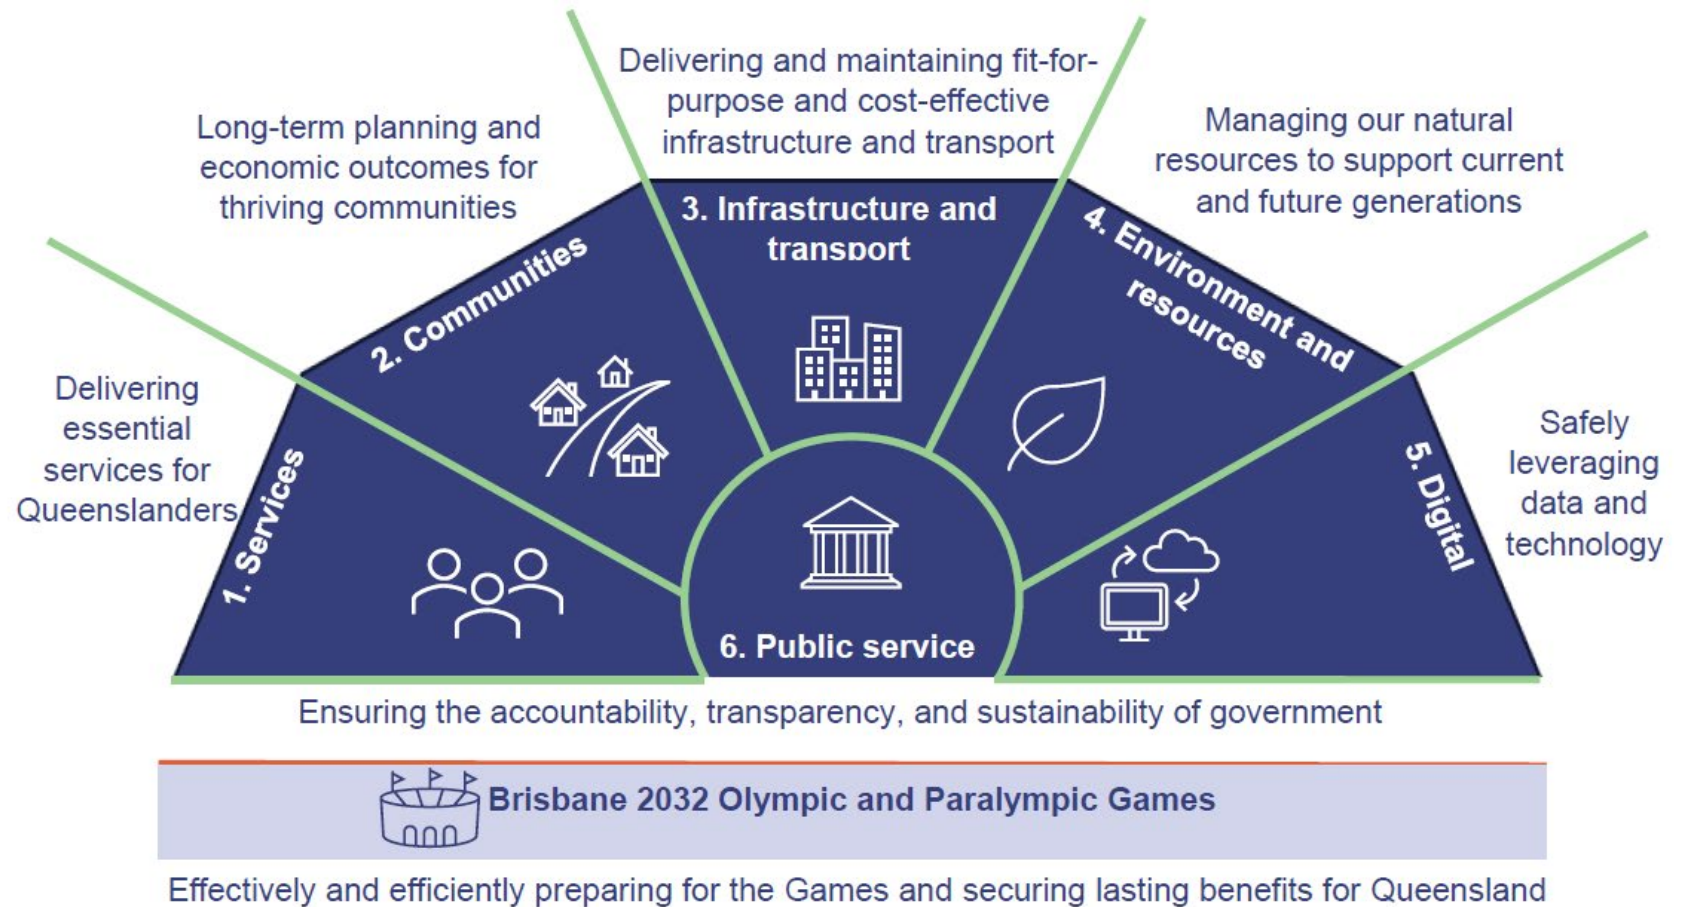 Delivering and maintaining fit-for-
purpose and cost-effective
infrastructure and transport
Long-term planning and
economic outcomes for
thriving communities
Managing our natural
resources to support current
and future generations
Delivering
essential
services for
Queenslanders
Safely
leveraging
data and
technology
1. Services
2. Communities
3. Infrastructure and
transport
4. Environment and
resources
5. Digital
6. Public service
Ensuring the accountability, transparency, and sustainability of government
Brisbane 2032 Olympic and Paralympic Games
Effectively and efficiently preparing for the Games and securing lasting benefits for Queensland